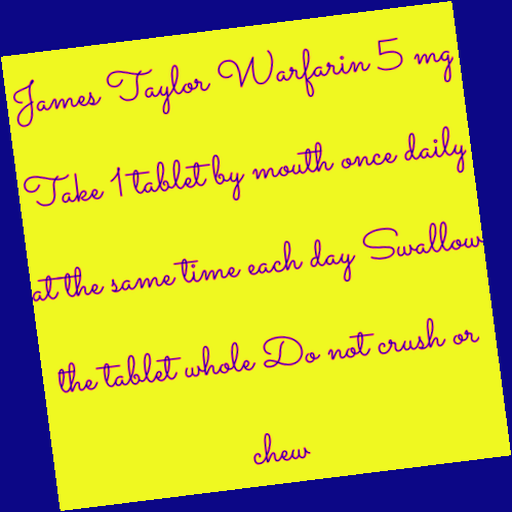 James Taylor Warfarin 5 mg
Take 1 tablet by mouth once daily
at the same time each day Swallow
the tablet whole Do not crush or
chew